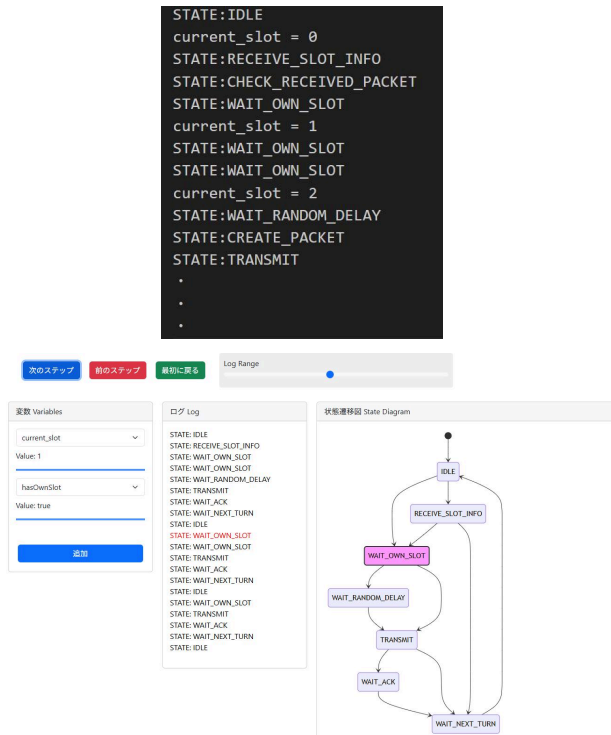 STATE:IDLE
current_slot = 0
STATE:RECEIVE_SLOT_INFO
STATE:CHECK_RECEIVED_PACKET
STATE:WAIT_OWN_SLOT
current_slot = 1
STATE:WAIT_OWN_SLOT
STATE:WAIT_OWN_SLOT
current_slot = 2
STATE:WAIT_RANDOM_DELAY
STATE:CREATE_PACKET
STATE:TRANSMIT
.
.
.
次のステップ
前のステップ
最初に戻る
Log Range
変数 Variables
current_slot
Value: 1
hasOwnSlot
Value: true
追加
ログ Log
STATE: IDLE
STATE: RECEIVE_SLOT_INFO
STATE: WAIT_OWN_SLOT
STATE: WAIT_OWN_SLOT
STATE: WAIT_RANDOM_DELAY
STATE: TRANSMIT
STATE: WAIT_ACK
STATE: WAIT_NEXT_TURN
STATE: IDLE
STATE: WAIT_OWN_SLOT
STATE: WAIT_OWN_SLOT
STATE: TRANSMIT
STATE: WAIT_ACK
STATE: WAIT_NEXT_TURN
STATE: IDLE
STATE: WAIT_OWN_SLOT
STATE: TRANSMIT
STATE: WAIT_ACK
STATE: WAIT_NEXT_TURN
STATE: IDLE
状態遷移図 State Diagram
IDLE
RECEIVE_SLOT_INFO
WAIT_OWN_SLOT
WAIT_RANDOM_DELAY
TRANSMIT
WAIT_ACK
WAIT_NEXT_TURN